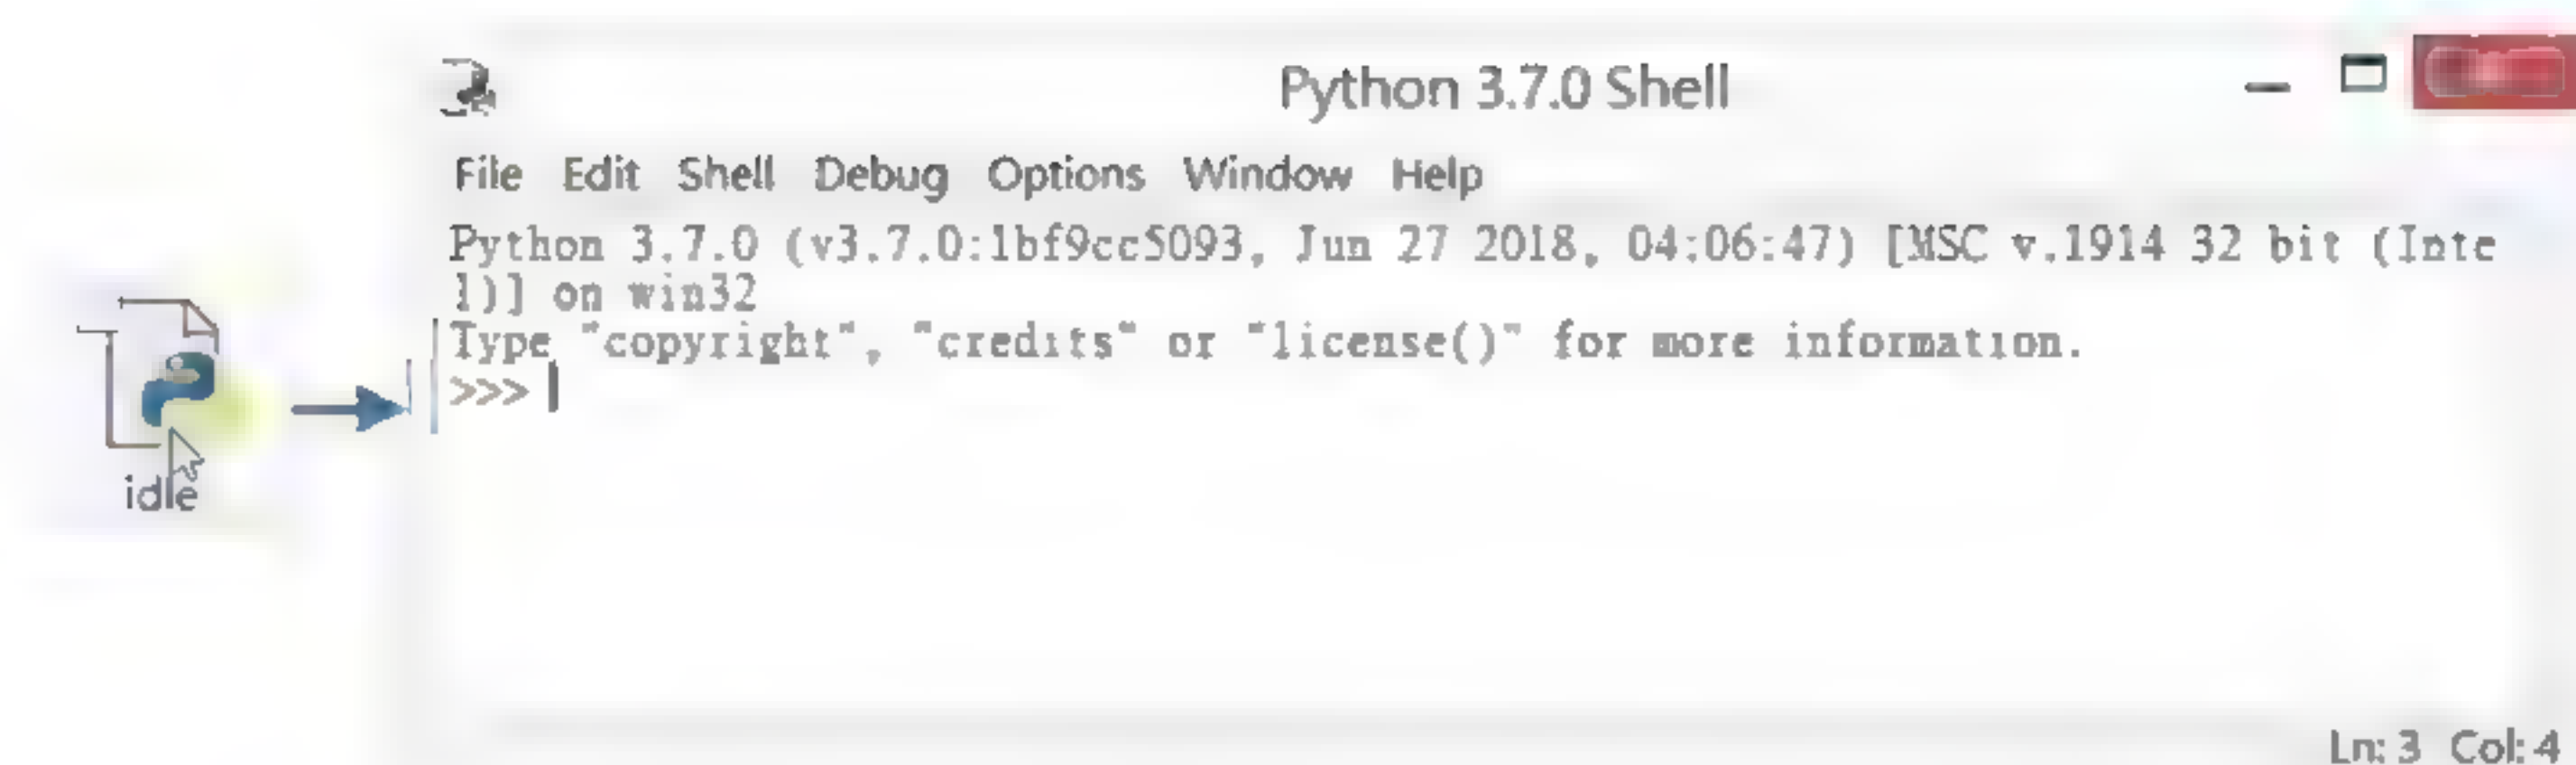 Python 3.7.0 Shell
File Edit Shell Debug Options Window Help
Python 3.7.0 (v3.7.0:1bf9cc5093, Jun 27 2018, 04:06:47) [MSC v.1914 32 bit (Inte
l)] on win32
Type "copyright", "credits" or "license()" for more information.
>>>
idle
Ln: 3 Col: 4